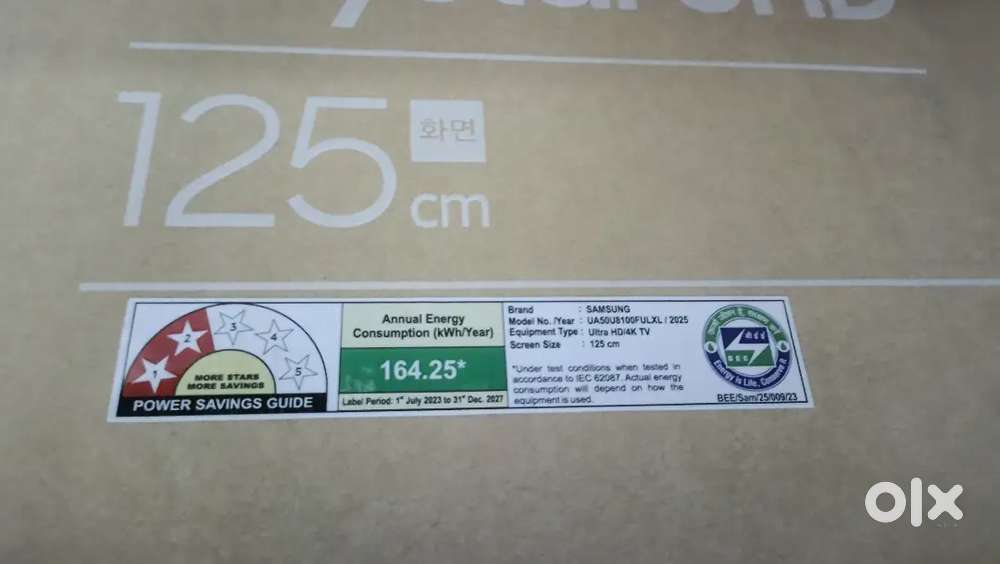 125 화면
cm
1
2
3
4
5
MORE STARS
MORE SAVINGS
POWER SAVINGS GUIDE
Annual Energy
Consumption (kWh/Year)
164.25*
Label Period: 1st July 2023 to 31st Dec. 2027
Brand : SAMSUNG
Model No. /Year : UA50U8100FULXL / 2025
Equipment Type : Ultra HD/4K TV
Screen Size : 125 cm
*Under test conditions when tested in
accordance to IEC 62087. Actual energy
consumption will depend on how the
equipment is used.
BEE
Energy is Life, Conserve it
BEE/Sam/25/009/23
olx